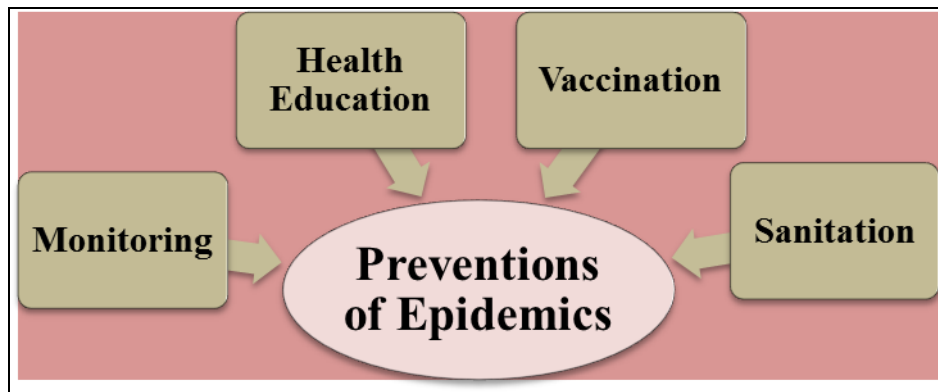 Health
Education
Vaccination
Monitoring
Sanitation
Preventions
of Epidemics